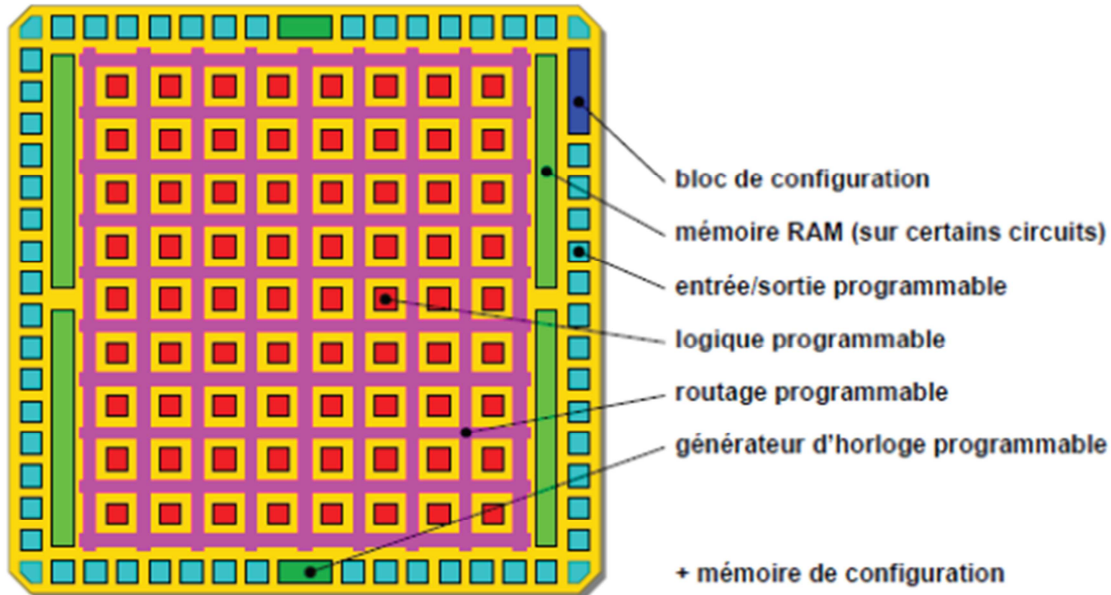 bloc de configuration
mémoire RAM (sur certains circuits)
entrée/sortie programmable
logique programmable
routage programmable
générateur d'horloge programmable
+ mémoire de configuration